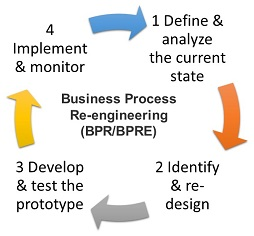 1 Define &
analyze
the current
state
2 Identify
& re-
design
3 Develop
& test the
prototype
4
Implement
& monitor
Business Process
Re-engineering
(BPR/BPRE)